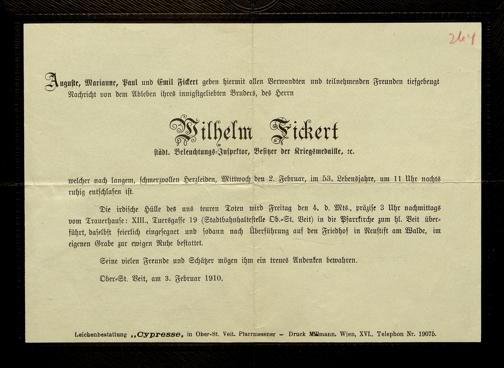 264
Auguste, Marianne, Paul und Emil Fickert geben hiermit allen Verwandten und teilnehmenden Freunden tiefgebeugt
Nachricht von dem Ableben ihres innigstgeliebten Bruders, des Herrn
Wilhelm Fickert
städt. Beleuchtungs-Inspektor, Besitzer der Kriegsmedaille, ꝛc.
welcher nach langem, schmerzvollen Herzleiden, Mittwoch den 2. Februar, im 53. Lebensjahre, um 11 Uhr nachts
ruhig entschlafen ist.
Die irdische Hülle des uns teuren Toten wird Freitag den 4. d. Mts., präzise 3 Uhr nachmittags
vom Trauerhause: XIII., Tuersgasse 19 (Stadtbahnhaltestelle Ob.-St. Veit) in die Pfarrkirche zum hl. Veit über-
führt, daselbst feierlich eingesegnet und sodann nach Überführung auf den Friedhof in Neustift am Walde, im
eigenen Grabe zur ewigen Ruhe bestattet.
Seine vielen Freunde und Schätzer mögen ihm ein treues Andenken bewahren.
Ober-St. Veit, am 3. Februar 1910.
Leichenbestattung „Cypresse„ in Ober-St. Veit. Pfarrmessner — Druck Millmann. Wien, XVI., Telephon Nr. 19075.